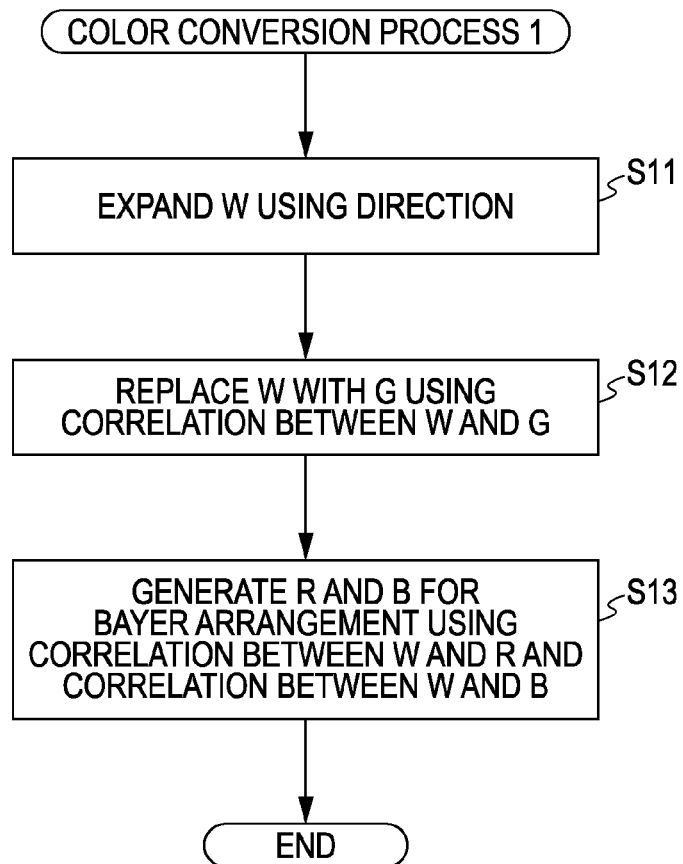 COLOR CONVERSION PROCESS 1
S11
EXPAND W USING DIRECTION
S12
REPLACE W WITH G USING
CORRELATION BETWEEN W AND G
S13
GENERATE R AND B FOR
BAYER ARRANGEMENT USING
CORRELATION BETWEEN W AND R AND
CORRELATION BETWEEN W AND B
END